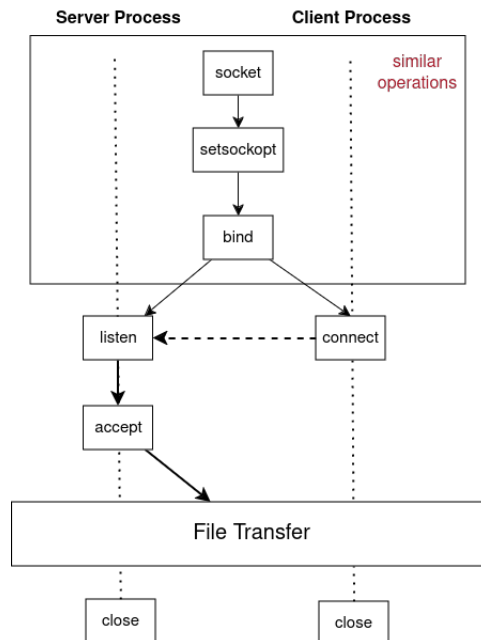 Server Process
Client Process
similar
operations
socket
setsockopt
bind
listen
connect
accept
File Transfer
close
close